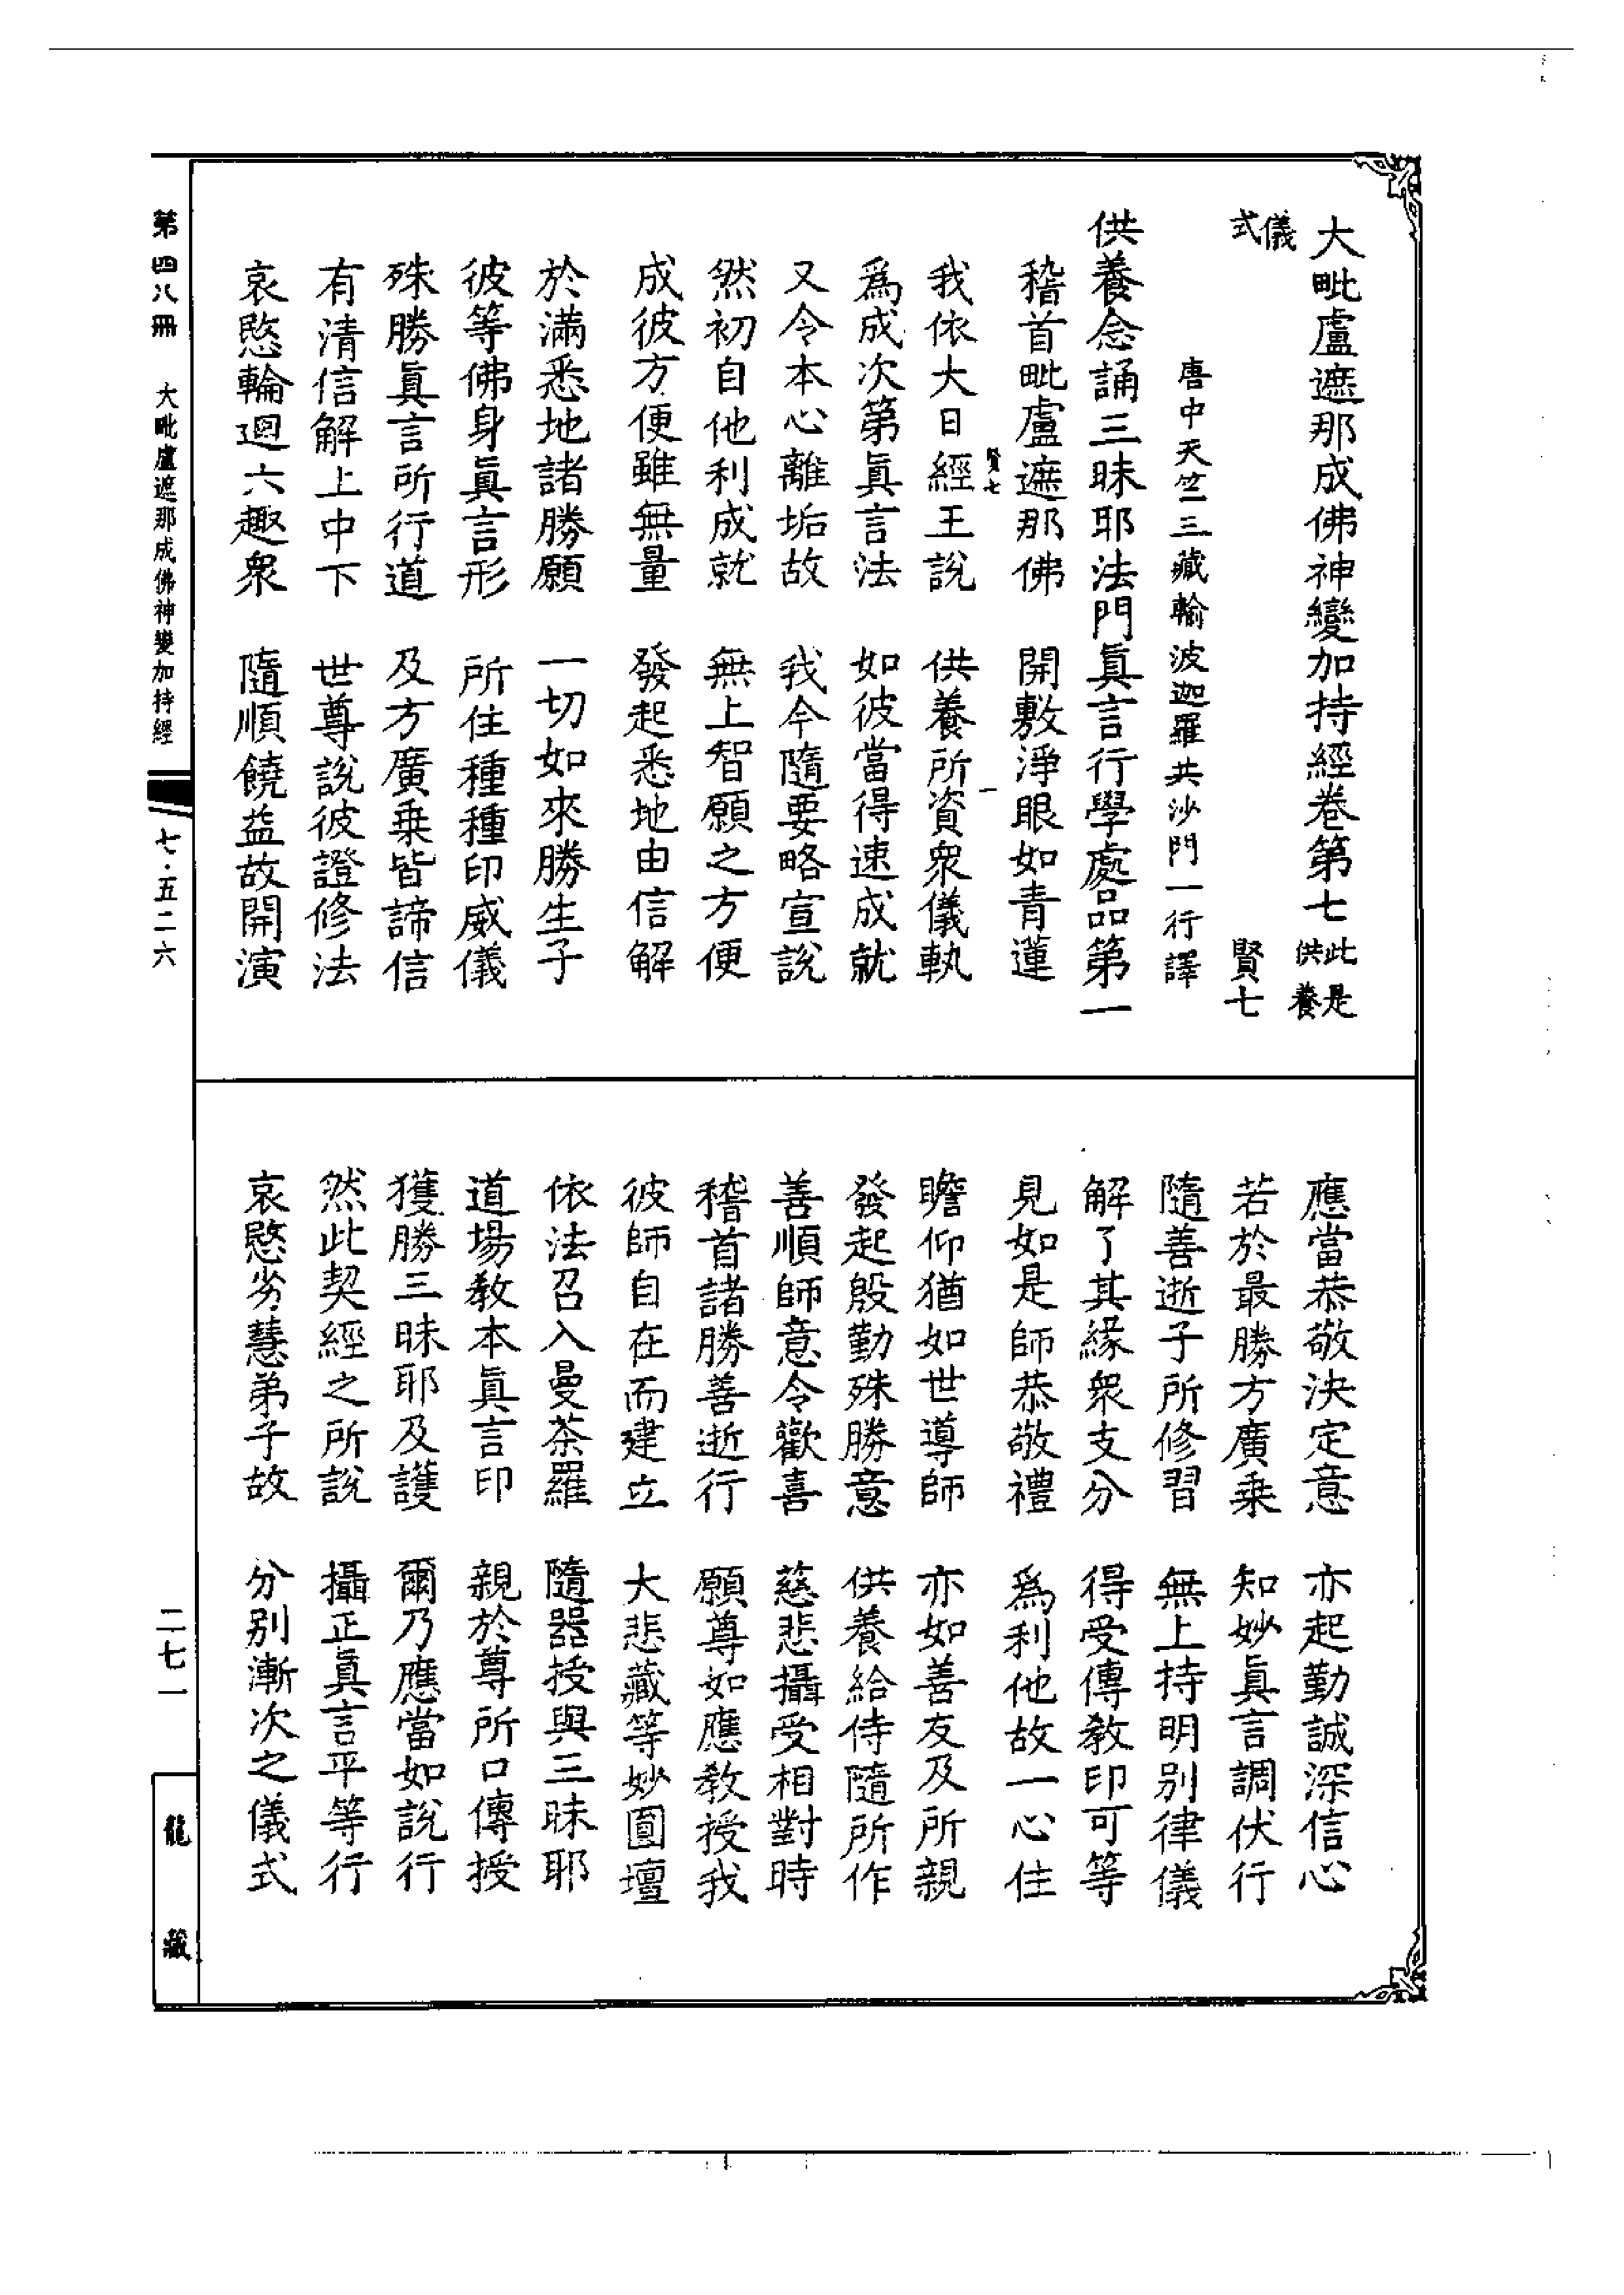 大毗盧遮那成佛神變加持經卷第七此是供養
儀式　賢七
唐中天竺三藏輸波迦羅共沙門一行譯
供養念誦三昧耶法門眞言行學處品第一
稽首毗盧遮那佛　開敷淨眼如青蓮
賢七　一
我依大日經王說　供養所資衆儀軌
爲成次第眞言法　如彼當得速成就
又令本心離垢故　我今隨要略宣說
然初自他利成就　無上智願之方便
成彼方便雖無量　發起悉地由信解
於滿悉地諸勝願　一切如來勝生子
彼等佛身眞言形　所住種種印威儀
殊勝眞言所行道　及方廣乗皆諦信
有清信解上中下　世尊說彼證修法
哀愍輪迴六趣衆　隨順饒益故開演
應當恭敬決定意　亦起勤誠深信心
若於最勝方廣乗　知妙眞言調伏行
隨善逝子所修習　無上持明別律儀
解了其緣衆支分　得受傳教印可等
見如是師恭敬禮　爲利他故一心住
瞻仰猶如世導師　亦如善友及所親
發起殷勤殊勝意　供養給侍隨所作
善順師意令歡喜　慈悲攝受相對時
稽首諸勝善逝行　願尊如應教授我
彼師自在而建立　大悲藏等妙圓壇
依法召入曼荼羅　隨器授與三昧耶
道場教本眞言印　親於尊所口傳授
獲勝三昧耶及護　爾乃應當如說行
然此契經之所說　攝正眞言平等行
哀愍劣慧弟子故　分別漸次之儀式
第四八冊　大毗盧遮那成佛神變加持經　七·五二六　二七一　龍藏